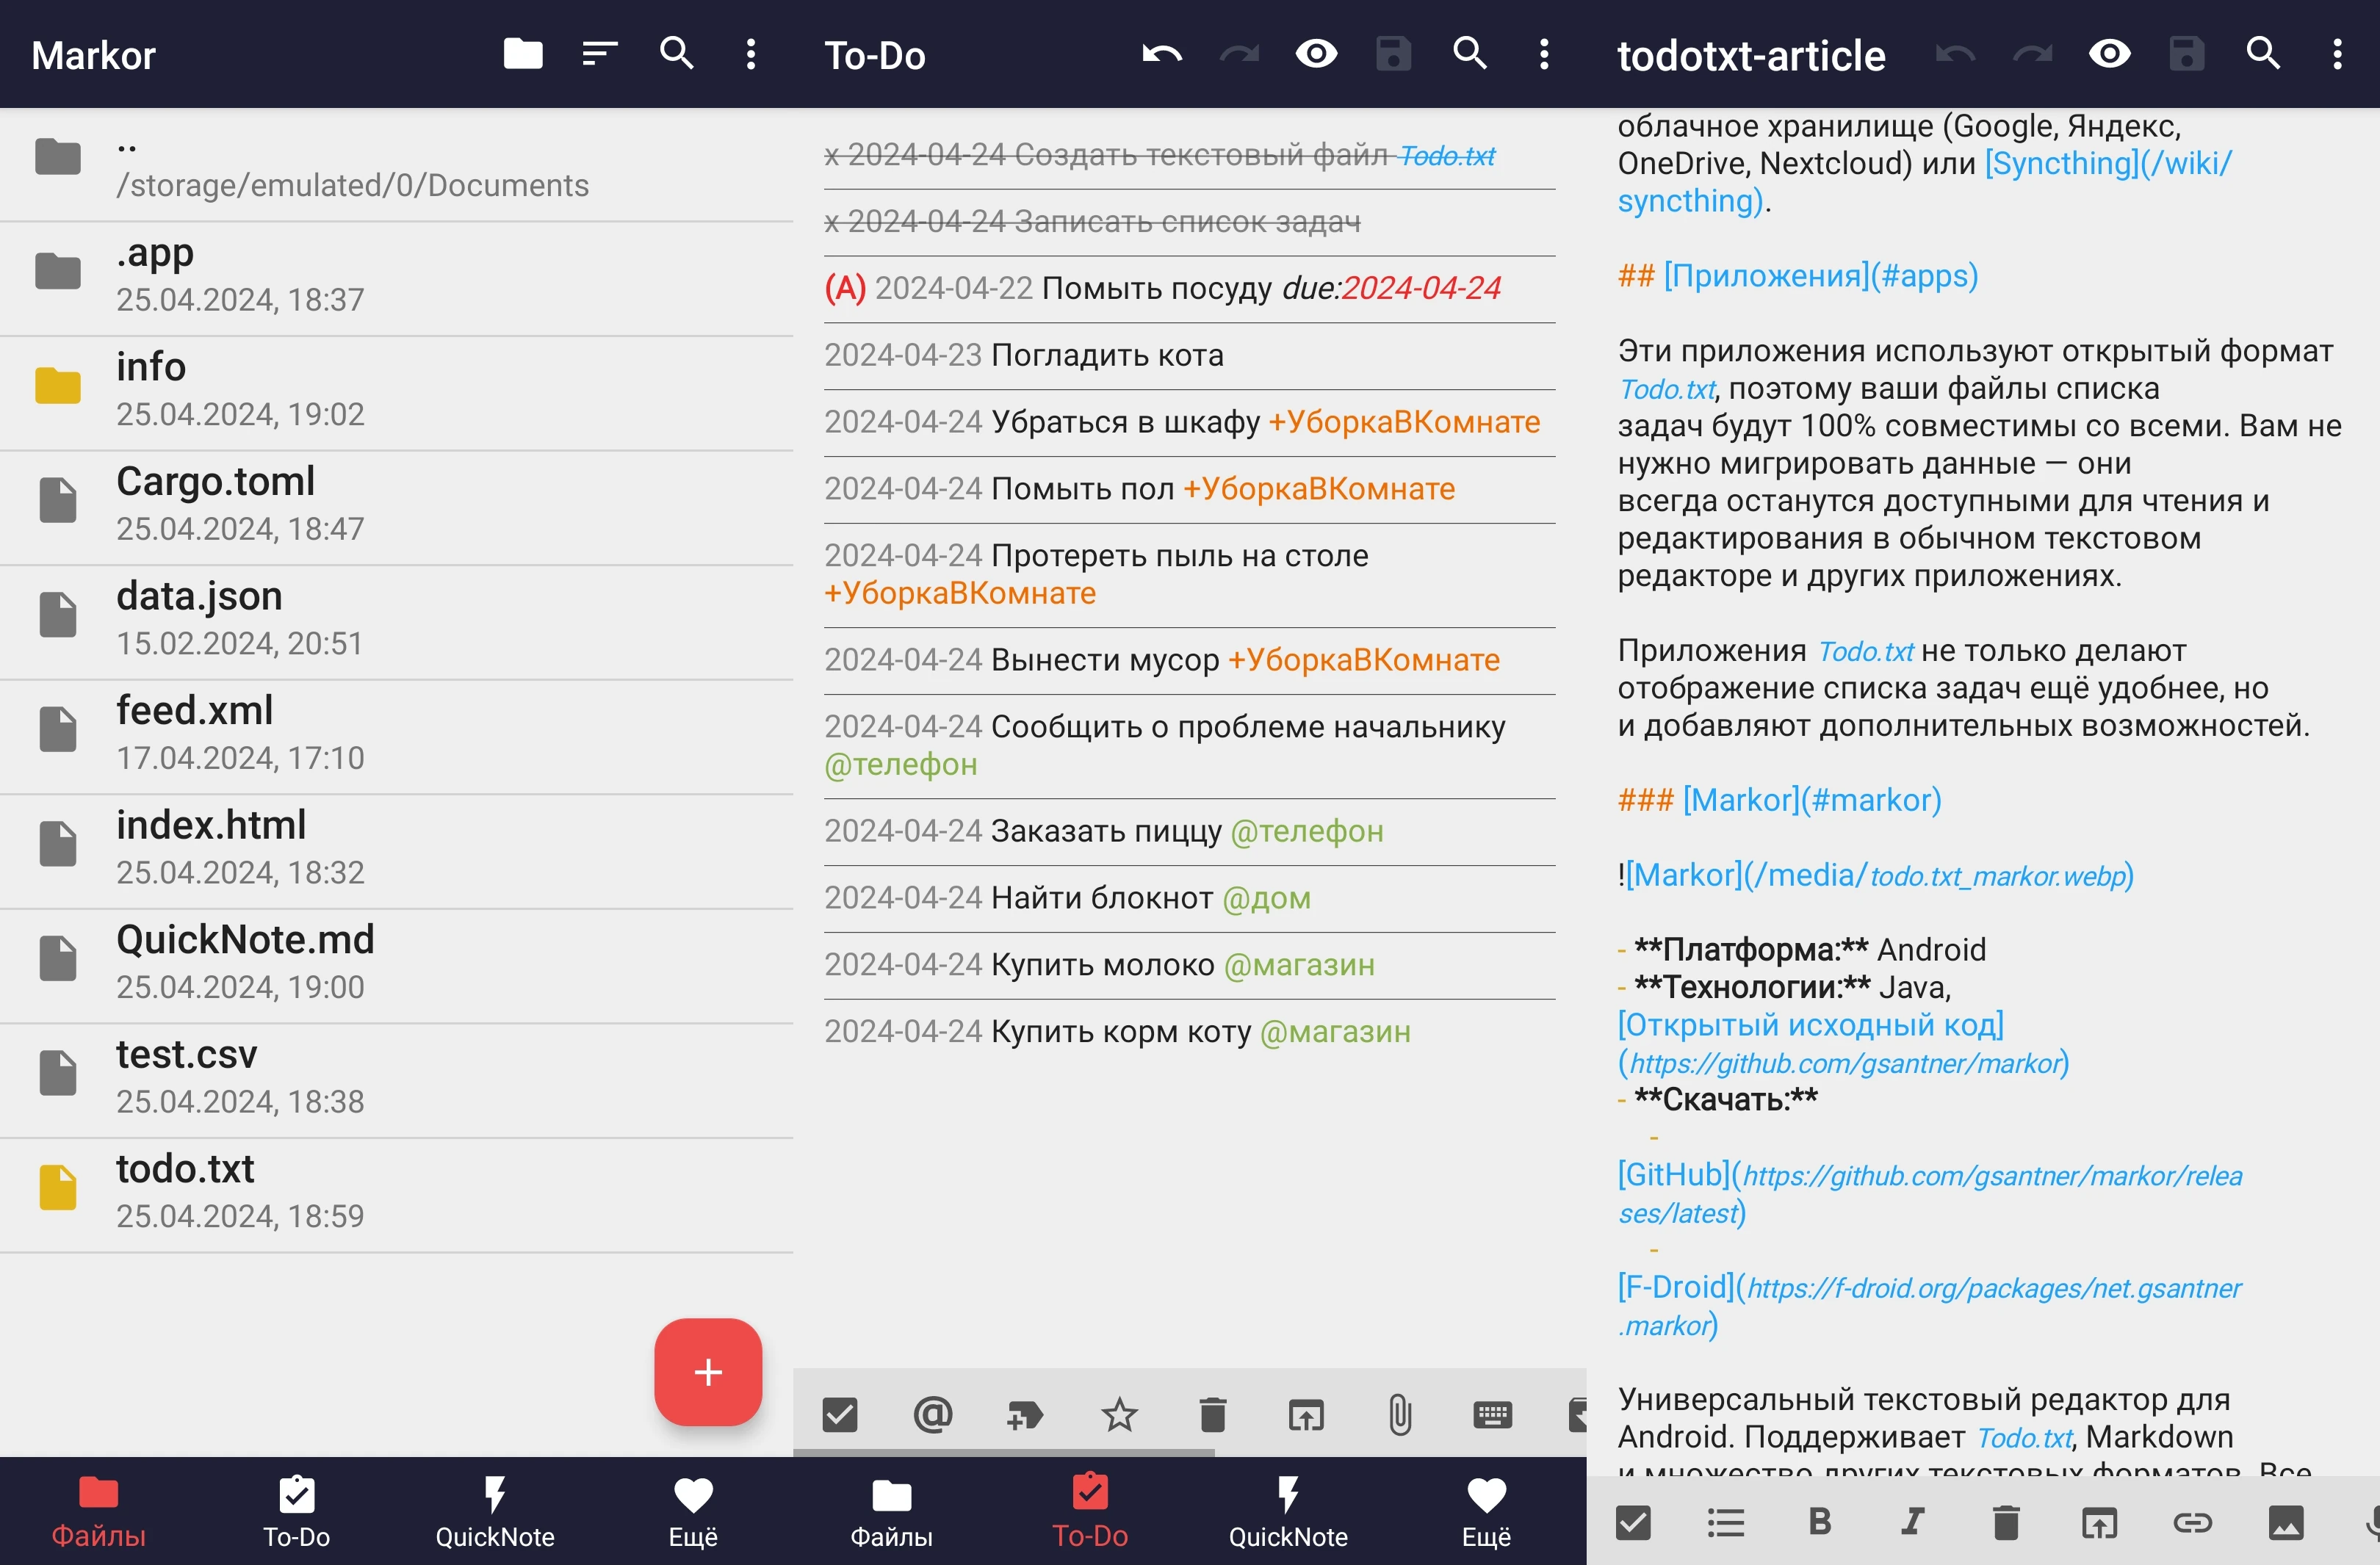 Markor
..
/storage/emulated/0/Documents
.app
25.04.2024, 18:37
info
25.04.2024, 19:02
Cargo.toml
25.04.2024, 18:47
data.json
15.02.2024, 20:51
feed.xml
17.04.2024, 17:10
index.html
25.04.2024, 18:32
QuickNote.md
25.04.2024, 19:00
test.csv
25.04.2024, 18:38
todo.txt
25.04.2024, 18:59
+
Файлы
To-Do
QuickNote
Ещё
To-Do
x 2024-04-24 Создать текстовый файл Todo.txt
x 2024-04-24 Записать список задач
(A) 2024-04-22 Помыть посуду due:2024-04-24
2024-04-23 Погладить кота
2024-04-24 Убраться в шкафу +УборкаВКомнате
2024-04-24 Помыть пол +УборкаВКомнате
2024-04-24 Протереть пыль на столе
+УборкаВКомнате
2024-04-24 Вынести мусор +УборкаВКомнате
2024-04-24 Сообщить о проблеме начальнику
@телефон
2024-04-24 Заказать пиццу @телефон
2024-04-24 Найти блокнот @дом
2024-04-24 Купить молоко @магазин
2024-04-24 Купить корм коту @магазин
@
Файлы
To-Do
QuickNote
Ещё
todotxt-article
облачное хранилище (Google, Яндекс,
OneDrive, Nextcloud) или [Syncthing](/wiki/
syncthing).
## [Приложения](#apps)
Эти приложения используют открытый формат
Todo.txt, поэтому ваши файлы списка
задач будут 100% совместимы со всеми. Вам не
нужно мигрировать данные — они
всегда останутся доступными для чтения и
редактирования в обычном текстовом
редакторе и других приложениях.
Приложения Todo.txt не только делают
отображение списка задач ещё удобнее, но
и добавляют дополнительных возможностей.
### [Markor](#markor)
![Markor](/media/todo.txt_markor.webp)
- **Платформа:** Android
- **Технологии:** Java,
[Открытый исходный код]
(https://github.com/gsantner/markor)
- **Скачать:**
-
[GitHub](https://github.com/gsantner/markor/relea
ses/latest)
-
[F-Droid](https://f-droid.org/packages/net.gsantner
.markor)
Универсальный текстовый редактор для
Android. Поддерживает Todo.txt, Markdown
и множество других текстовых форматов. Все
B
I